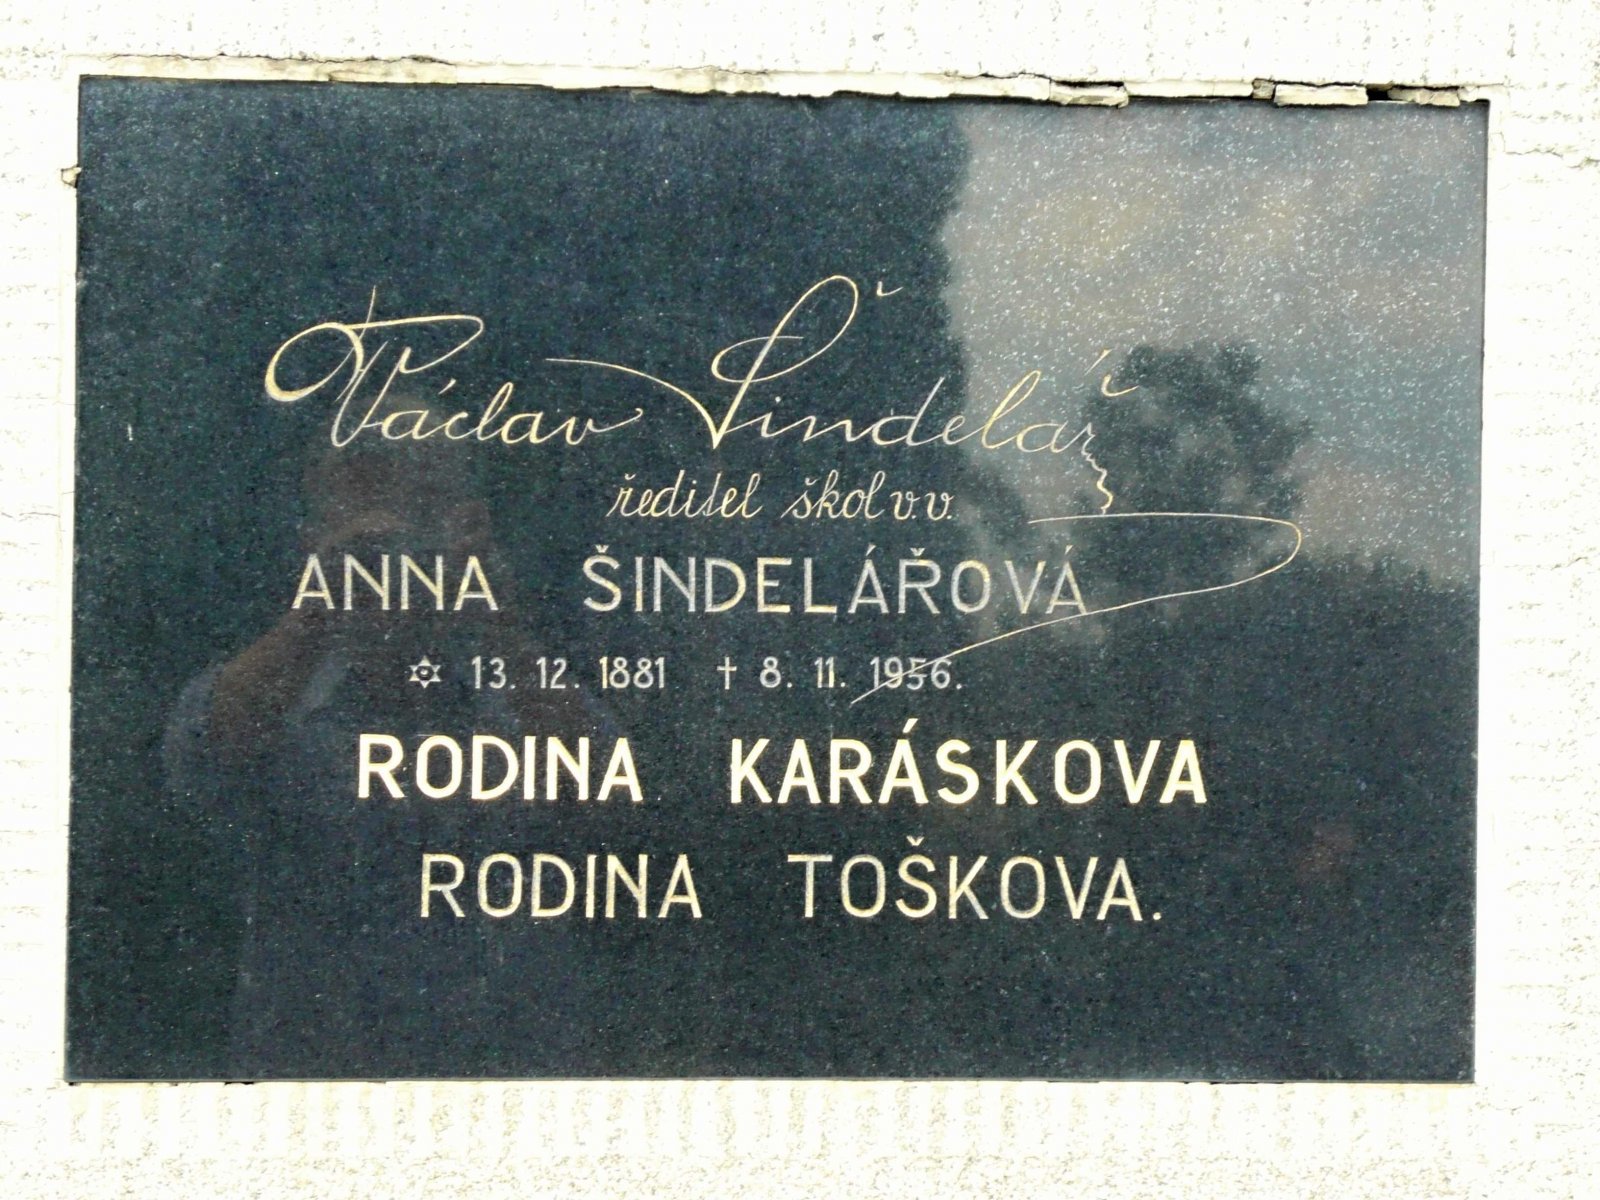 Václav Šindelář
ředitel škol v.v.
ANNA ŠINDELÁŘOVÁ
✡ 13. 12. 1881 † 8. 11. 1956.
RODINA KARÁSKOVA
RODINA TOŠKOVA.